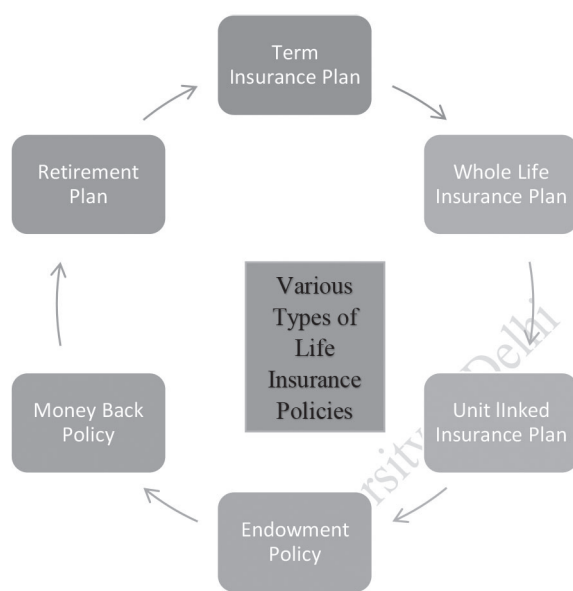 Term
Insurance Plan
Whole Life
Insurance Plan
Unit lInked
Insurance Plan
Endowment
Policy
Money Back
Policy
Retirement
Plan
Various
Types of
Life
Insurance
Policies
Delhi